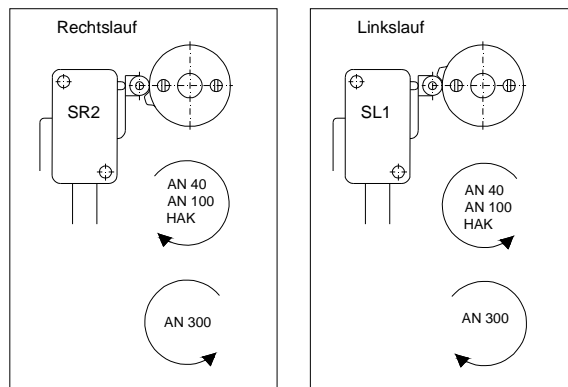 Rechtslauf
SR2
AN 40
AN 100
HAK
AN 300
Linkslauf
SL1
AN 40
AN 100
HAK
AN 300